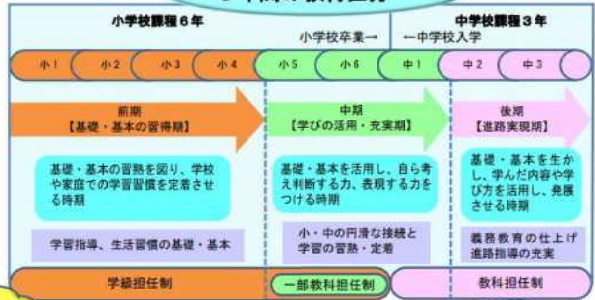 小学校課程6年
中学校課程3年
小学校卒業→
←中学校入学
小1
小2
小3
小4
小5
小6
中1
中2
中3
前期
【基礎・基本の習得期】
中期
【学びの活用・充実期】
後期
【進路実現期】
基礎・基本の習熟を図り、学校
や家庭での学習習慣を定着させ
る時期
基礎・基本を活用し、自ら考
え判断する力、表現する力を
つける時期
基礎・基本を生か
し、学んだ内容や学
び方を活用し、発展
させる時期
学習指導、生活習慣の基礎・基本
小・中の円滑な接続と
学習の習熟・定着
義務教育の仕上げ
進路指導の充実
学級担任制
一部教科担任制
教科担任制